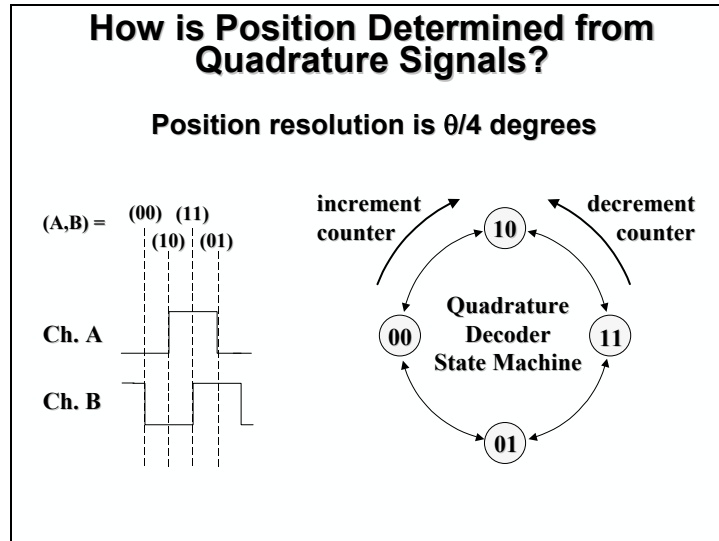 How is Position Determined from
Quadrature Signals?
Position resolution is θ/4 degrees
(A,B) =
(00) (11)
(10) (01)
Ch. A
Ch. B
increment
counter
decrement
counter
10
00
Quadrature
Decoder
State Machine
11
01